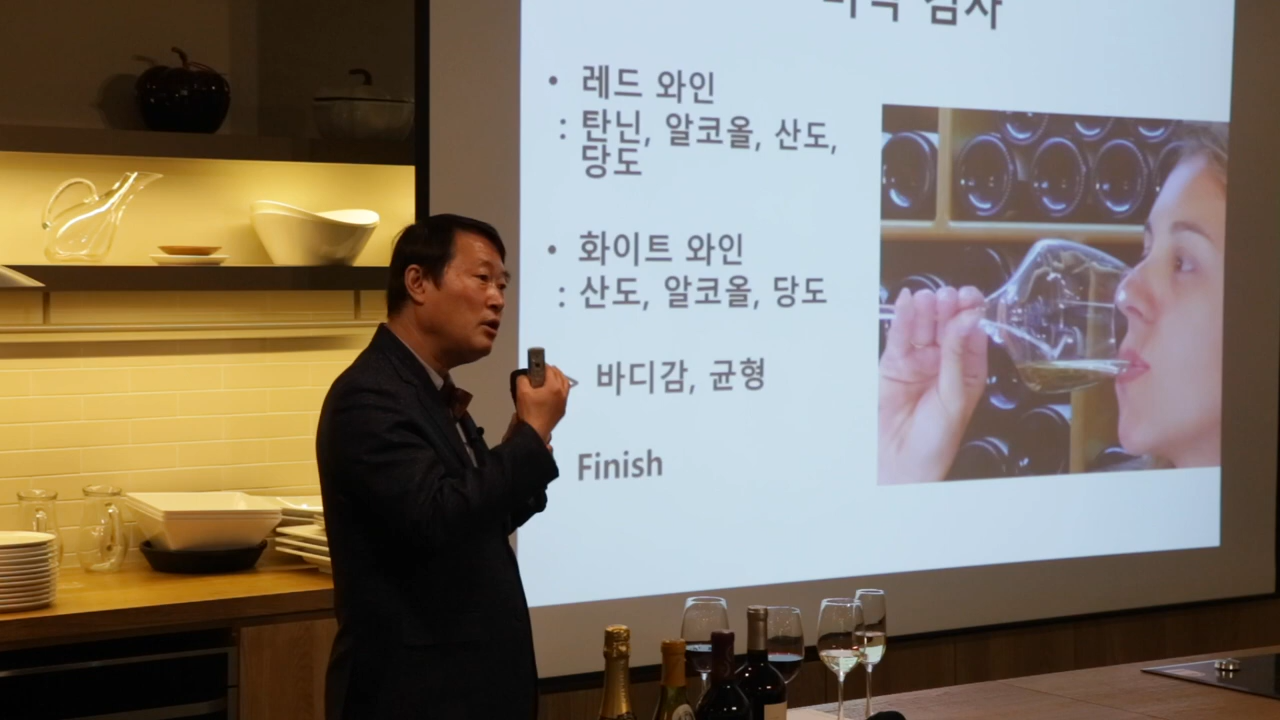 • 레드 와인
: 탄닌, 알코올, 산도,
당도
• 화이트 와인
: 산도, 알코올, 당도
바디감, 균형
Finish